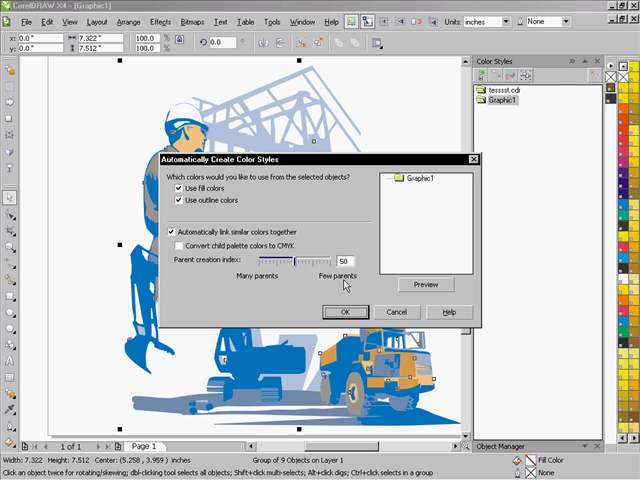 CorelDRAW X4 - [Graphic1]
File Edit View Layout Arrange Effects Bitmaps Text Table Tools Window Help Units: inches None
x: 0.0 " 7.322 " 100.0 0.0
y: 0.0 " 7.512 " 100.0
Color Styles
tesssst.cdr
Graphic1
Automatically Create Color Styles
Which colors would you like to use from the selected objects?
Use fill colors
Use outline colors
Automatically link similar colors together
Convert child palette colors to CMYK
Parent creation index: 50
Many parents Few parents
Graphic1
Preview
OK Cancel Help
1 of 1 Page 1
Object Manager
Width: 7.322 Height: 7.512 Center: (5.258 , 3.959 ) inches Group of 9 Objects on Layer 1 Fill Color
Click an object twice for rotating/skewing; dbl-clicking tool selects all objects; Shift+click multi-selects; Alt+click digs; Ctrl+click selects in a group None